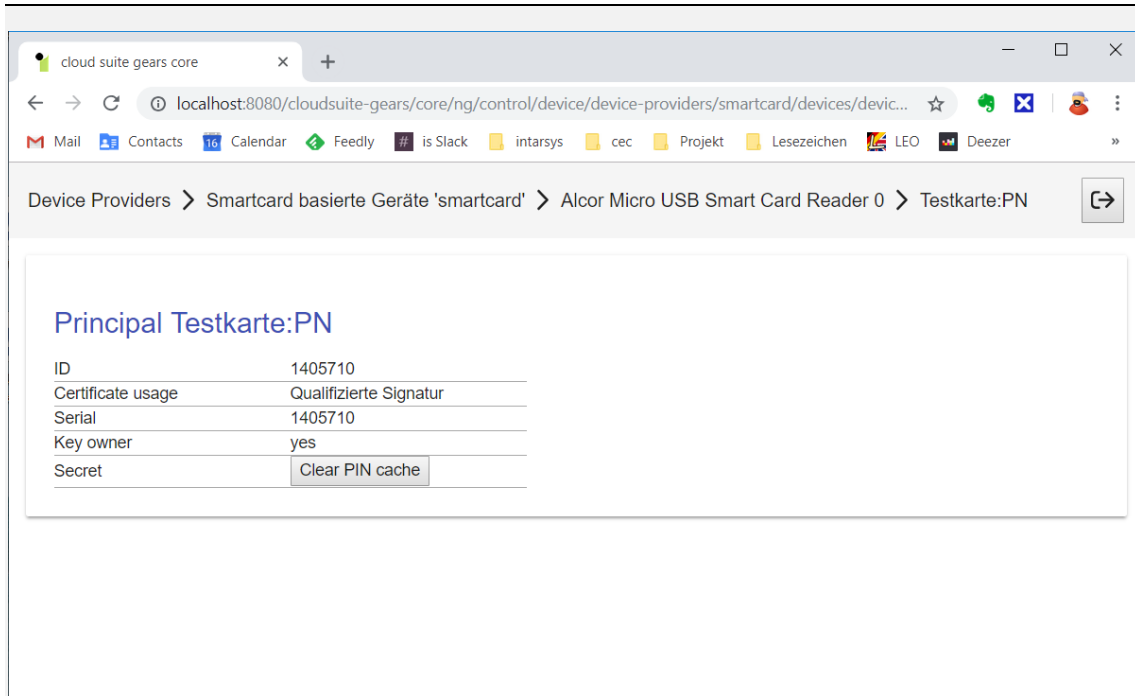 cloud suite gears core
localhost:8080/cloudsuite-gears/core/ng/control/device/device-providers/smartcard/devices/devic...
Mail Contacts 16 Calendar Feedly # is Slack intarsys cec Projekt Lesezeichen LEO Deezer »
Device Providers Smartcard basierte Geräte 'smartcard' Alcor Micro USB Smart Card Reader 0 Testkarte:PN
Principal Testkarte:PN
ID 1405710
Certificate usage Qualifizierte Signatur
Serial 1405710
Key owner yes
Secret Clear PIN cache